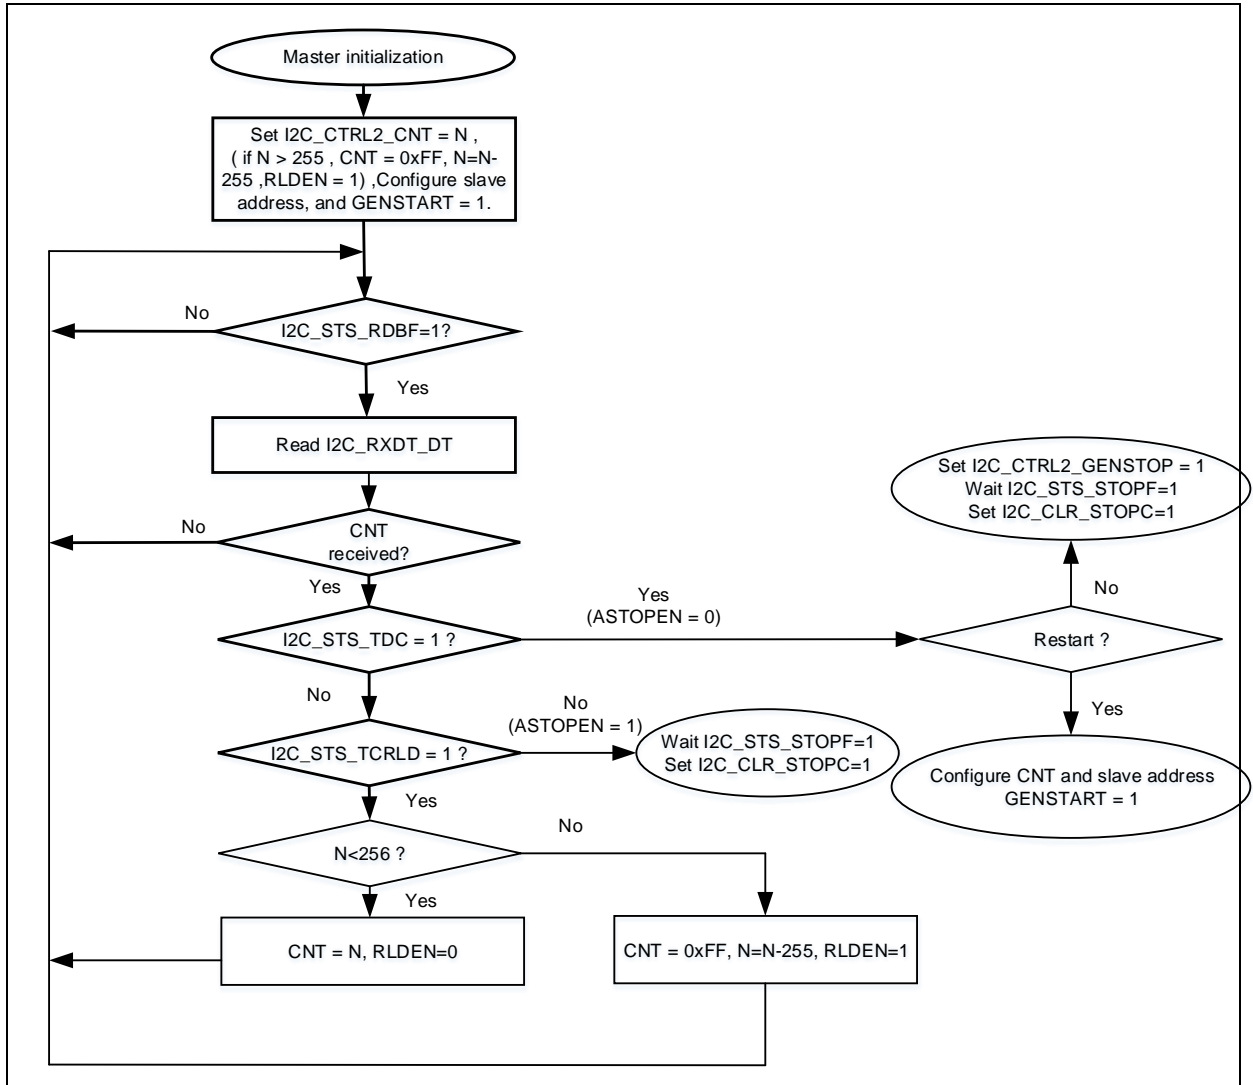 Master initialization
Set I2C_CTRL2_CNT = N ,
( if N > 255 , CNT = 0xFF, N=N-
255 ,RLDEN = 1) ,Configure slave
address, and GENSTART = 1.
No
I2C_STS_RDBF=1?
Yes
Read I2C_RXDT_DT
Set I2C_CTRL2_GENSTOP = 1
Wait I2C_STS_STOPF=1
Set I2C_CLR_STOPC=1
No
CNT
received?
Yes
Yes
(ASTOPEN = 0)
No
I2C_STS_TDC = 1 ?
Restart ?
No
No
(ASTOPEN = 1)
Yes
I2C_STS_TCRLD = 1 ?
Wait I2C_STS_STOPF=1
Set I2C_CLR_STOPC=1
Configure CNT and slave address
GENSTART = 1
Yes
No
N<256 ?
Yes
CNT = N, RLDEN=0
CNT = 0xFF, N=N-255, RLDEN=1